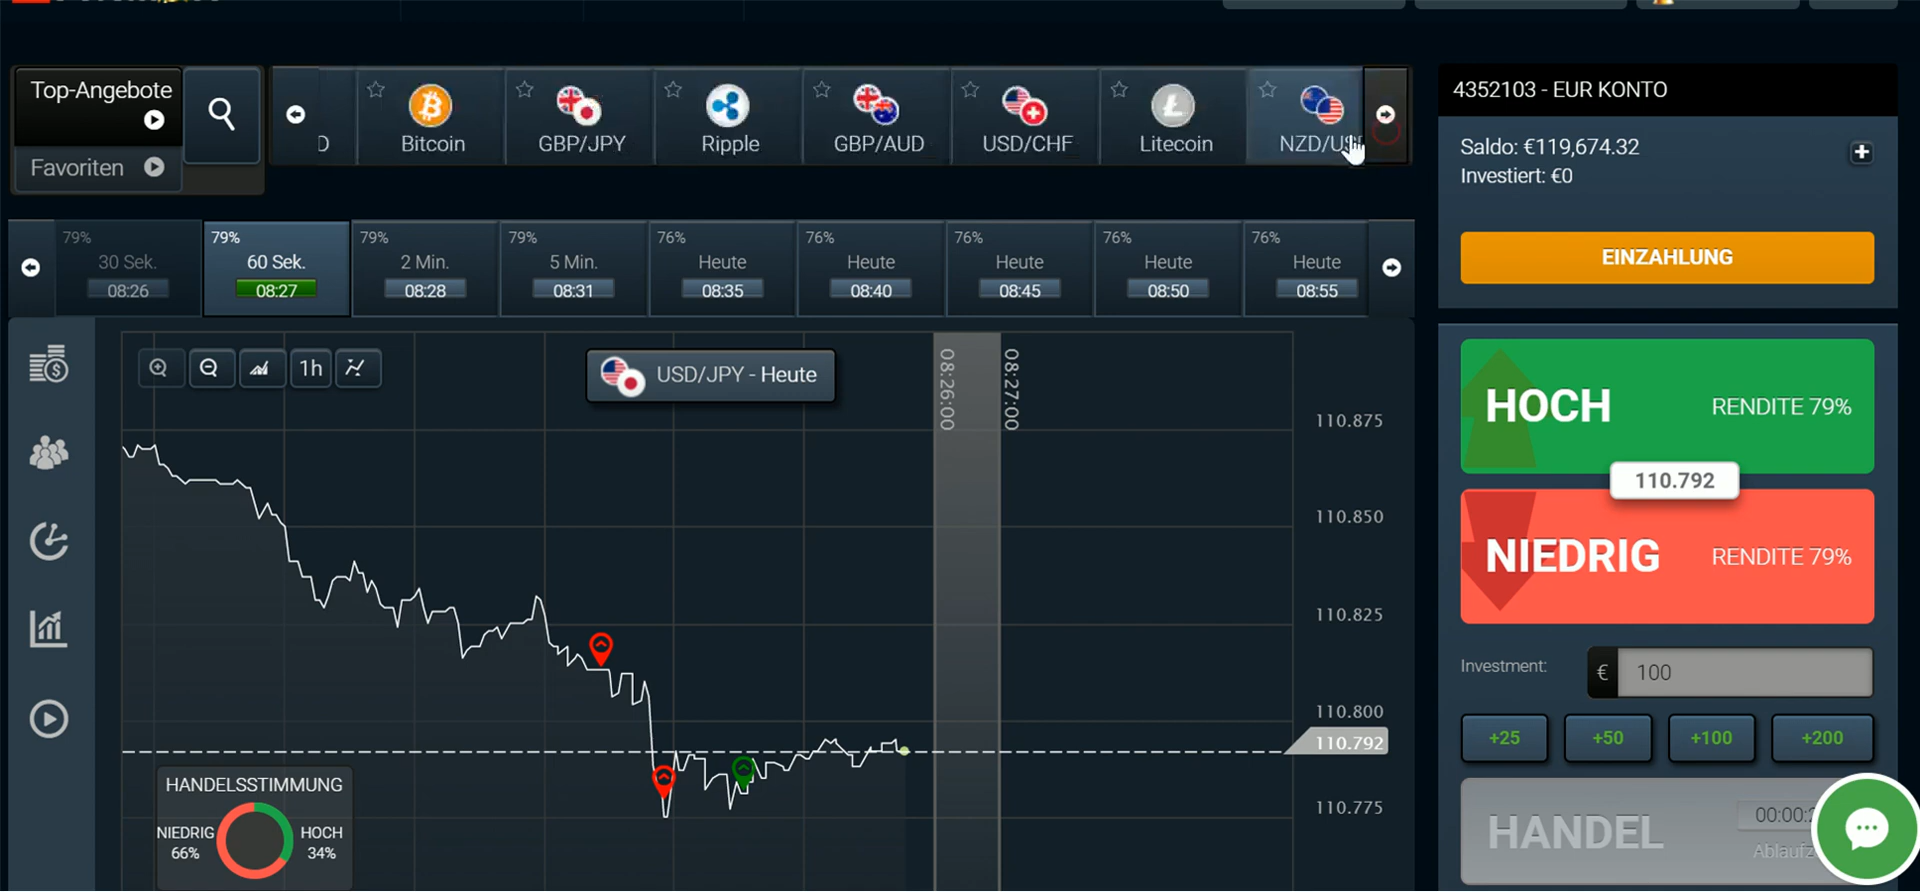 Top-Angebote
Favoriten
D
Bitcoin
GBP/JPY
Ripple
GBP/AUD
USD/CHF
Litecoin
NZD/US
4352103 - EUR KONTO
Saldo: €119,674.32
Investiert: €0
EINZAHLUNG
79%
30 Sek.
08:26
79%
60 Sek.
08:27
79%
2 Min.
08:28
79%
5 Min.
08:31
76%
Heute
08:35
76%
Heute
08:40
76%
Heute
08:45
76%
Heute
08:50
76%
Heute
08:55
1h
USD/JPY - Heute
08:26:00
08:27:00
110.875
110.850
110.825
110.800
110.792
110.775
HANDELSSTIMMUNG
NIEDRIG
66%
HOCH
34%
HOCH
RENDITE 79%
110.792
NIEDRIG
RENDITE 79%
Investment:
€
100
+25
+50
+100
+200
HANDEL
00:00:
Ablaufz